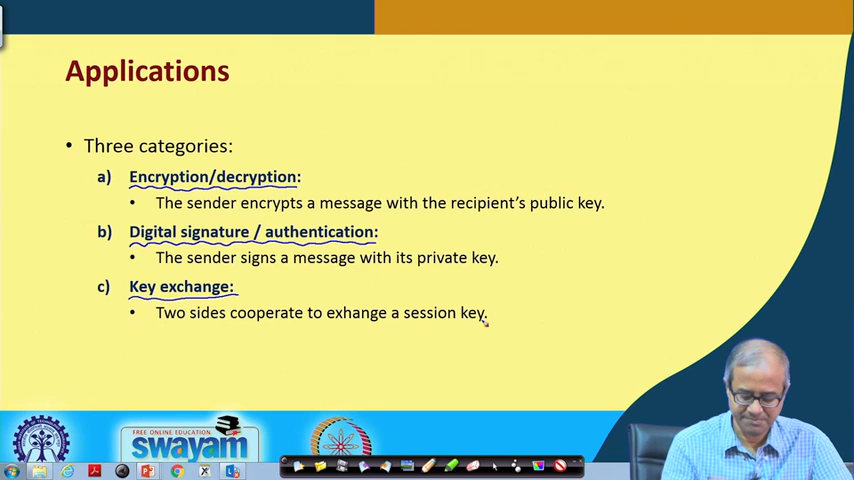 Applications
• Three categories:
a) Encryption/decryption:
• The sender encrypts a message with the recipient's public key.
b) Digital signature / authentication:
• The sender signs a message with its private key.
c) Key exchange:
• Two sides cooperate to exhange a session key.
FREE ONLINE EDUCATION
swayam